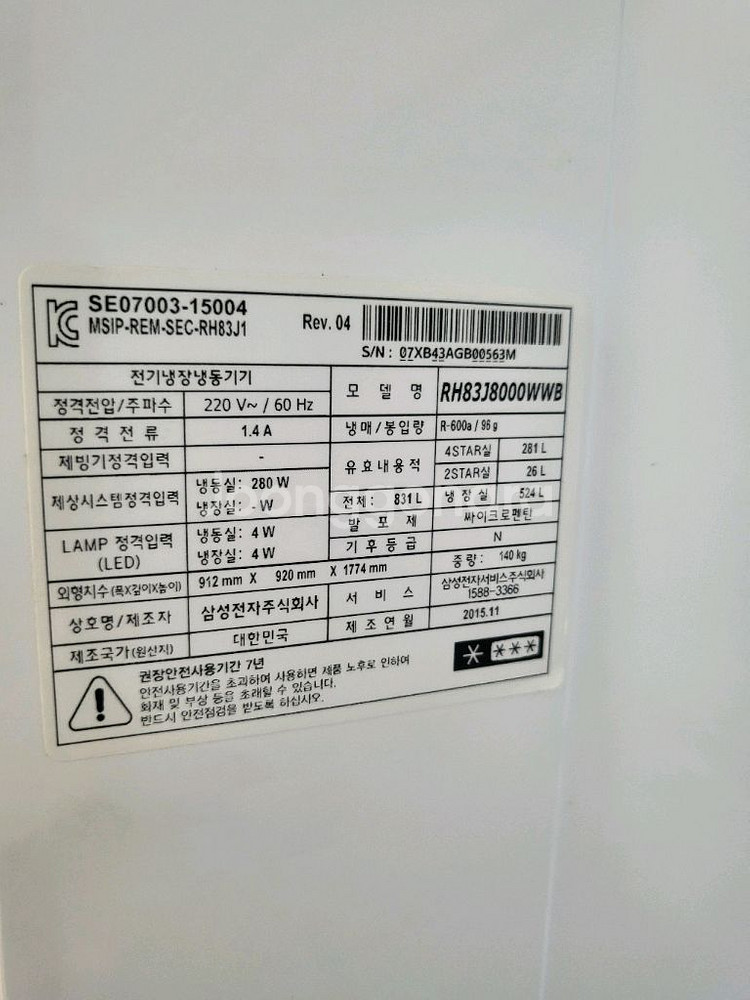 SE07003-15004
MSIP-REM-SEC-RH83J1
Rev. 04
S/N : 07XB43AGB00563M
전기냉장냉동기기
모 델 명 RH83J8000WWB
정격전압/주파수 220 V~ / 60 Hz
정 격 전 류 1.4 A
냉매/봉입량 R-600a / 96 g
제빙기정격입력 -
유효내용적 4STAR실 281 L
2STAR실 26 L
전체 : 831 L 냉 장 실 524 L
제상시스템정격입력 냉동실: 280 W
냉장실: - W
발 포 제 싸이크로펜탄
LAMP 정격입력
(LED)
냉동실: 4 W
냉장실: 4 W
기 후 등 급 N
외형치수(폭X깊이X높이) 912 mm X 920 mm X 1774 mm
중량 : 140 kg
상호명/제조자 삼성전자주식회사
서 비 스 삼성전자서비스주식회사
1588-3366
제조국가(원산지) 대한민국
제 조 연 월 2015.11
권장안전사용기간 7년
안전사용기간을 초과하여 사용하면 제품 노후로 인하여
화재 및 부상 등을 초래할 수 있습니다.
반드시 안전점검을 받도록 하십시오.